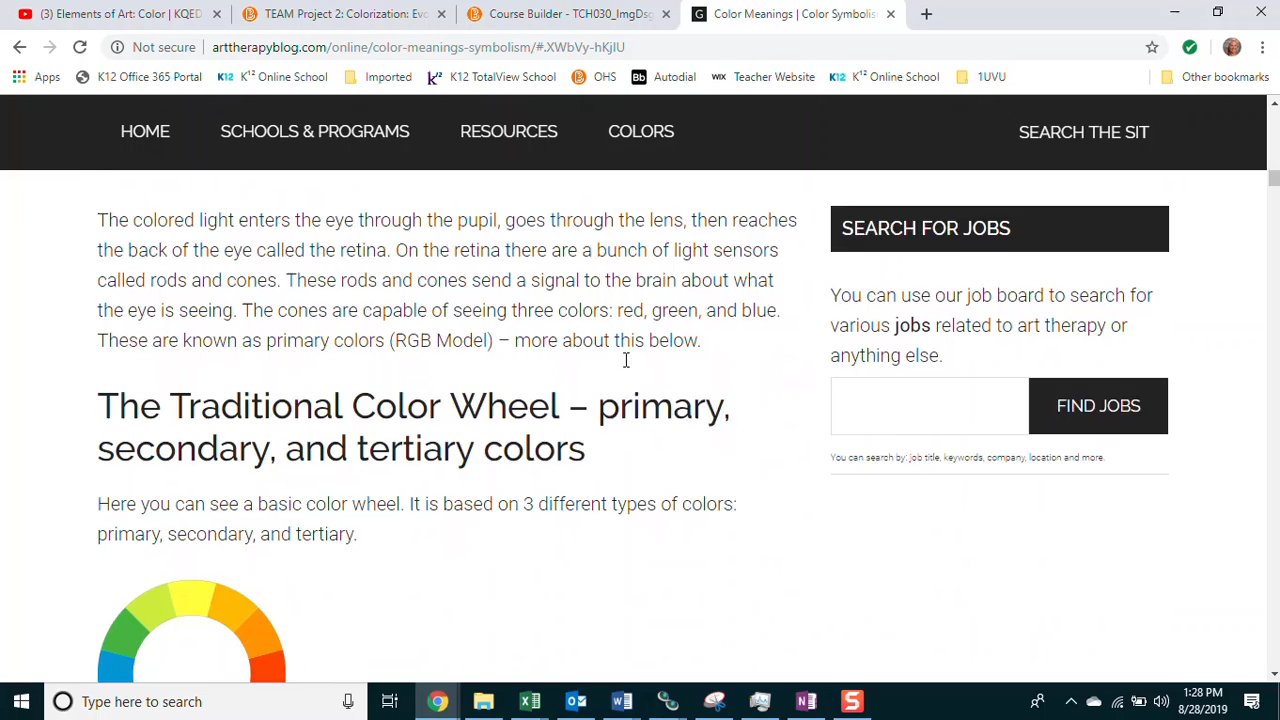 (3) Elements of Art: Color | KQED
TEAM Project 2: Colorization: Evo
Course Builder - TCH030_ImgDsg
Color Meanings | Color Symbolism
Not secure
arttherapyblog.com/online/color-meanings-symbolism/#.XWbVy-hKjIU
Apps
K12 Office 365 Portal
K12 K¹² Online School
Imported
K12 TotalView School
OHS
Bb Autodial
WIX Teacher Website
K12 K¹² Online School
1UVU
Other bookmarks
HOME
SCHOOLS & PROGRAMS
RESOURCES
COLORS
SEARCH THE SIT
The colored light enters the eye through the pupil, goes through the lens, then reaches
the back of the eye called the retina. On the retina there are a bunch of light sensors
called rods and cones. These rods and cones send a signal to the brain about what
the eye is seeing. The cones are capable of seeing three colors: red, green, and blue.
These are known as primary colors (RGB Model) – more about this below.
The Traditional Color Wheel – primary,
secondary, and tertiary colors
Here you can see a basic color wheel. It is based on 3 different types of colors:
primary, secondary, and tertiary.
SEARCH FOR JOBS
You can use our job board to search for
various jobs related to art therapy or
anything else.
FIND JOBS
You can search by: job title, keywords, company, location and more.
Type here to search
1:28 PM
8/28/2019